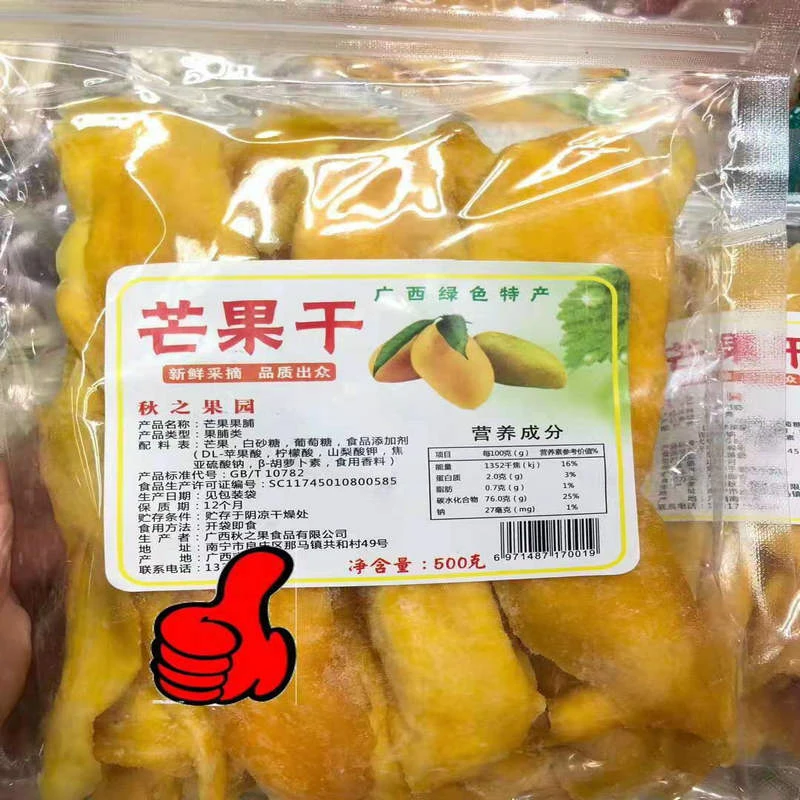 广西绿色特产
芒果干
新鲜采摘 品质出众
秋之果园
产品名称：芒果果脯
产品类型：果脯类
配 料 表：芒果，白砂糖，葡萄糖，食品添加剂
（DL-苹果酸，柠檬酸，山梨酸钾，焦
亚硫酸钠，β-胡萝卜素，食用香料）
产品标准代号：GB/T10782
食品生产许可证编号：SC11745010800585
生产日期：见包装袋
保 质 期：12个月
贮存条件：贮存于阴凉干燥处
食用方法：开袋即食
生 产 者：广西秋之果食品有限公司
地 址：南宁市良庆区那马镇共和村49号
产 地：广西
联系电话：13
营养成分
项目 每100克(g) 营养素参考价值%
能量 1352千焦(kj) 16%
蛋白质 2.0克(g) 3%
脂肪 0.7克(g) 1%
碳水化合物 76.0克(g) 25%
钠 27毫克(mg) 1%
净含量：500克
6 971487 170019